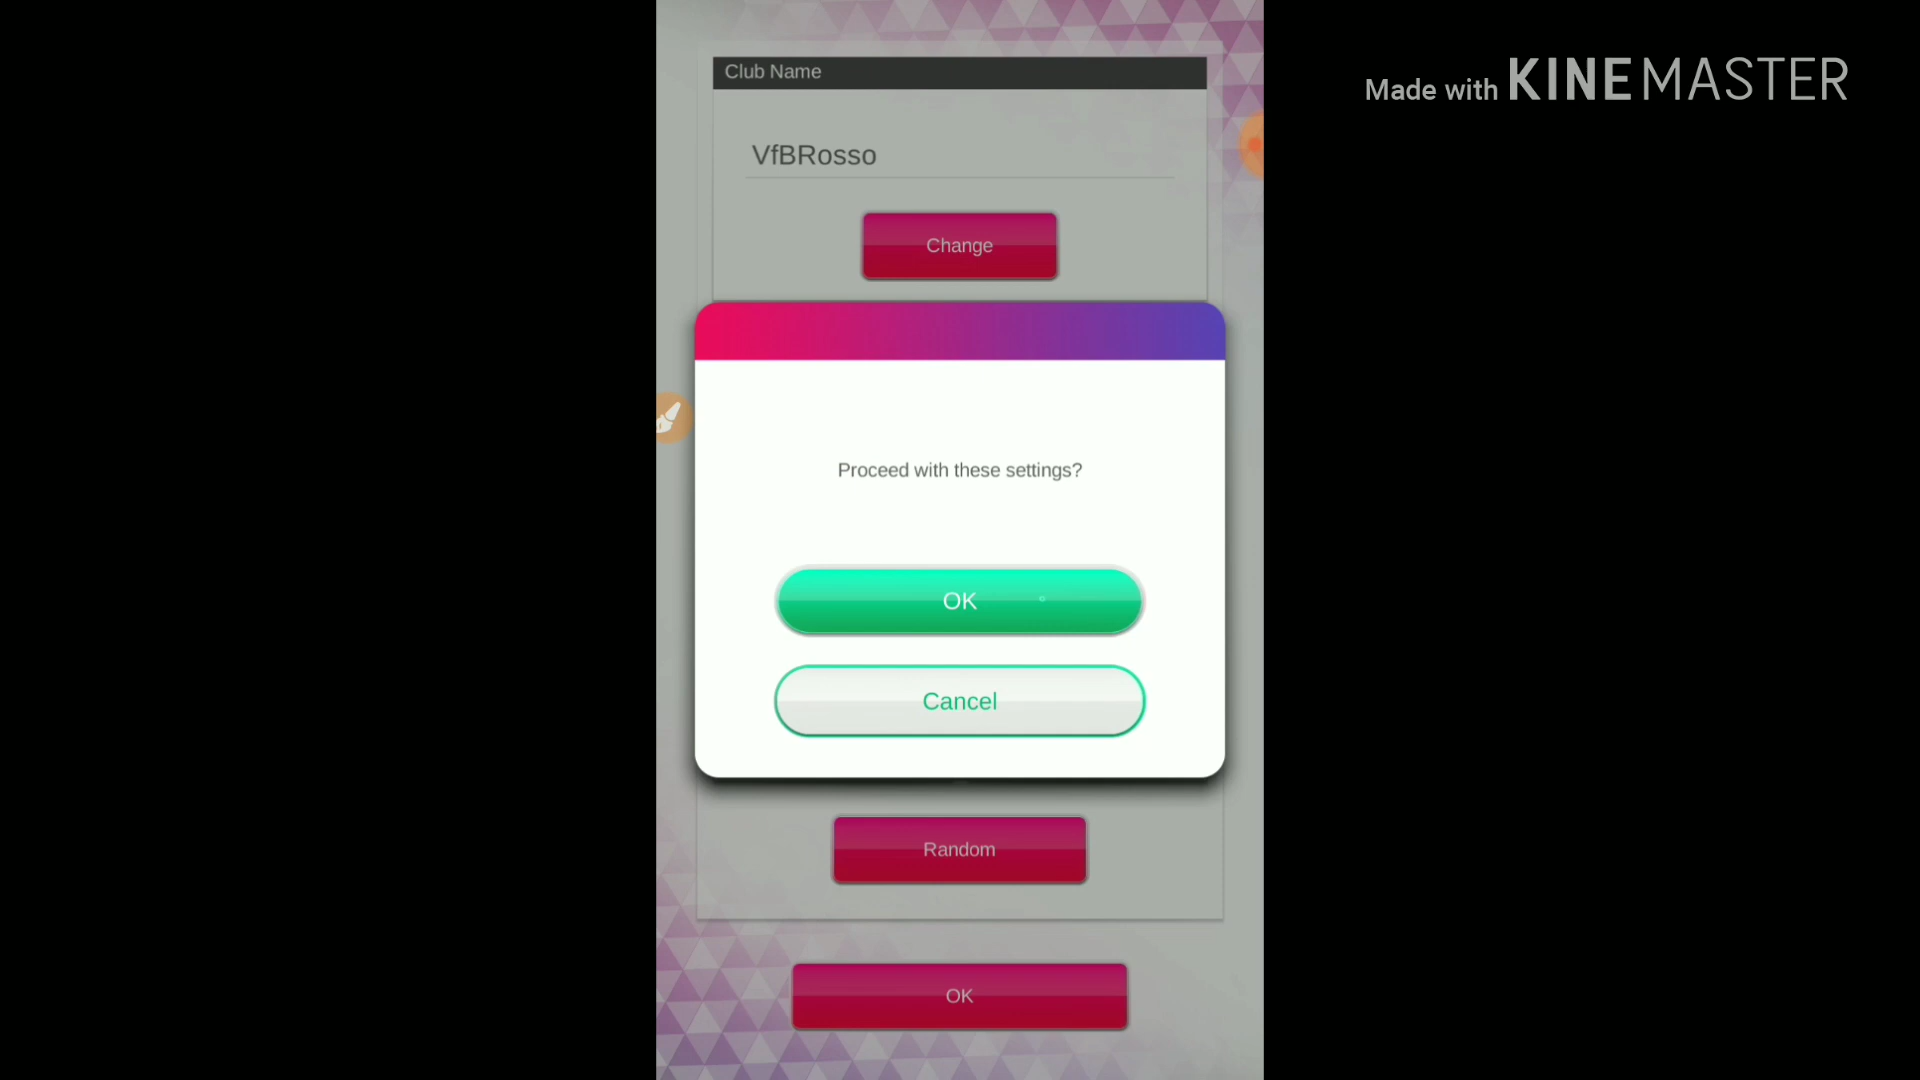 Club Name
Made with KINEMASTER
VfBRosso
Change
Proceed with these settings?
OK
Cancel
Random
OK